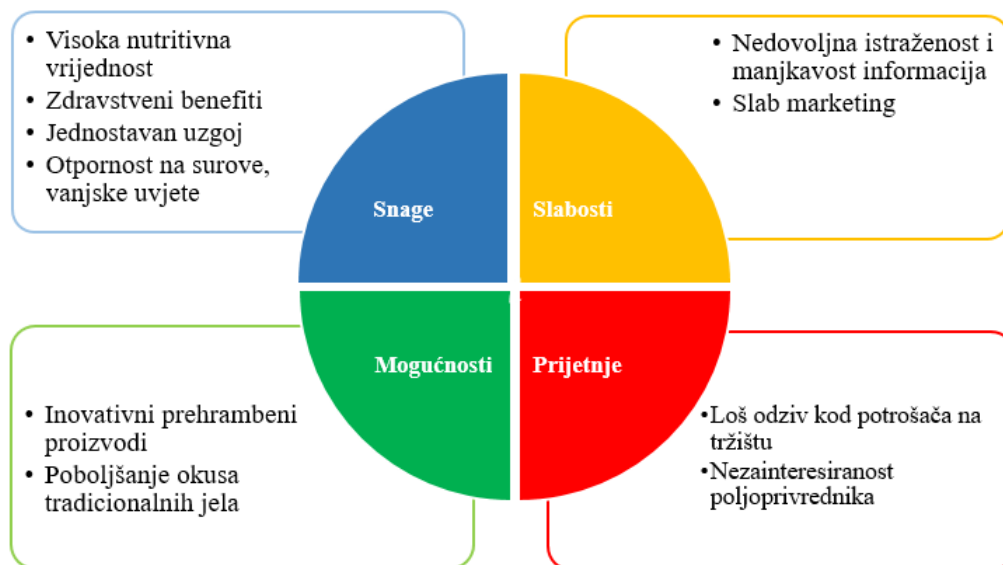 • Visoka nutritivna
vrijednost
• Zdravstveni benefiti
• Jednostavan uzgoj
• Otpornost na surove,
vanjske uvjete
• Nedovoljna istraženost i
manjkavost informacija
• Slab marketing
Snage
Slabosti
Mogućnosti
Prijetnje
• Inovativni prehrambeni
proizvodi
• Poboljšanje okusa
tradicionalnih jela
•Loš odziv kod potrošača na
tržištu
•Nezainteresiranost
poljoprivrednika